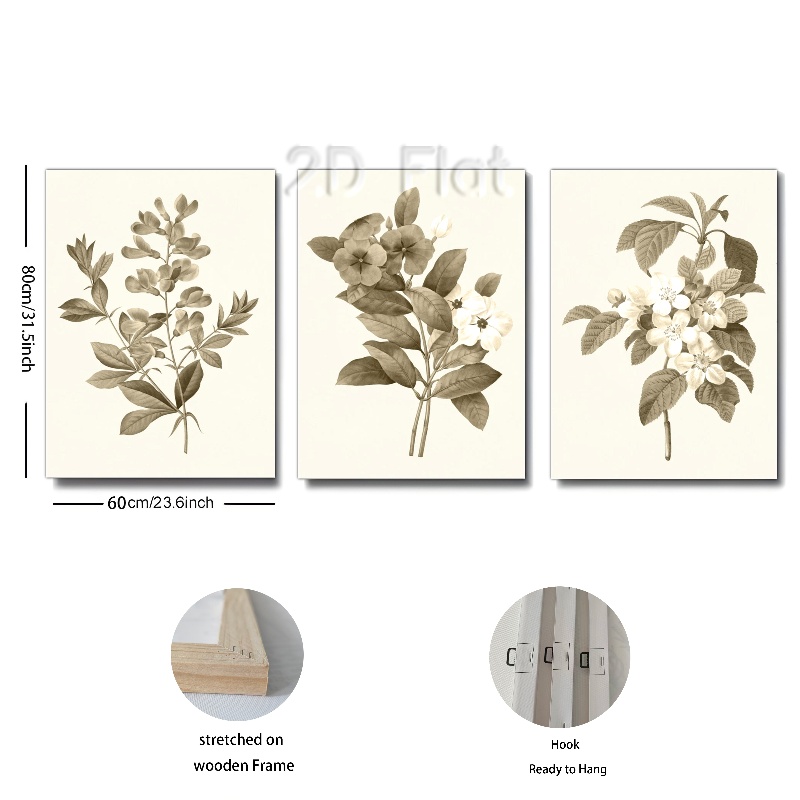 2D Flat
80cm/31.5inch
60cm/23.6inch
stretched on
wooden Frame
Hook
Ready to Hang